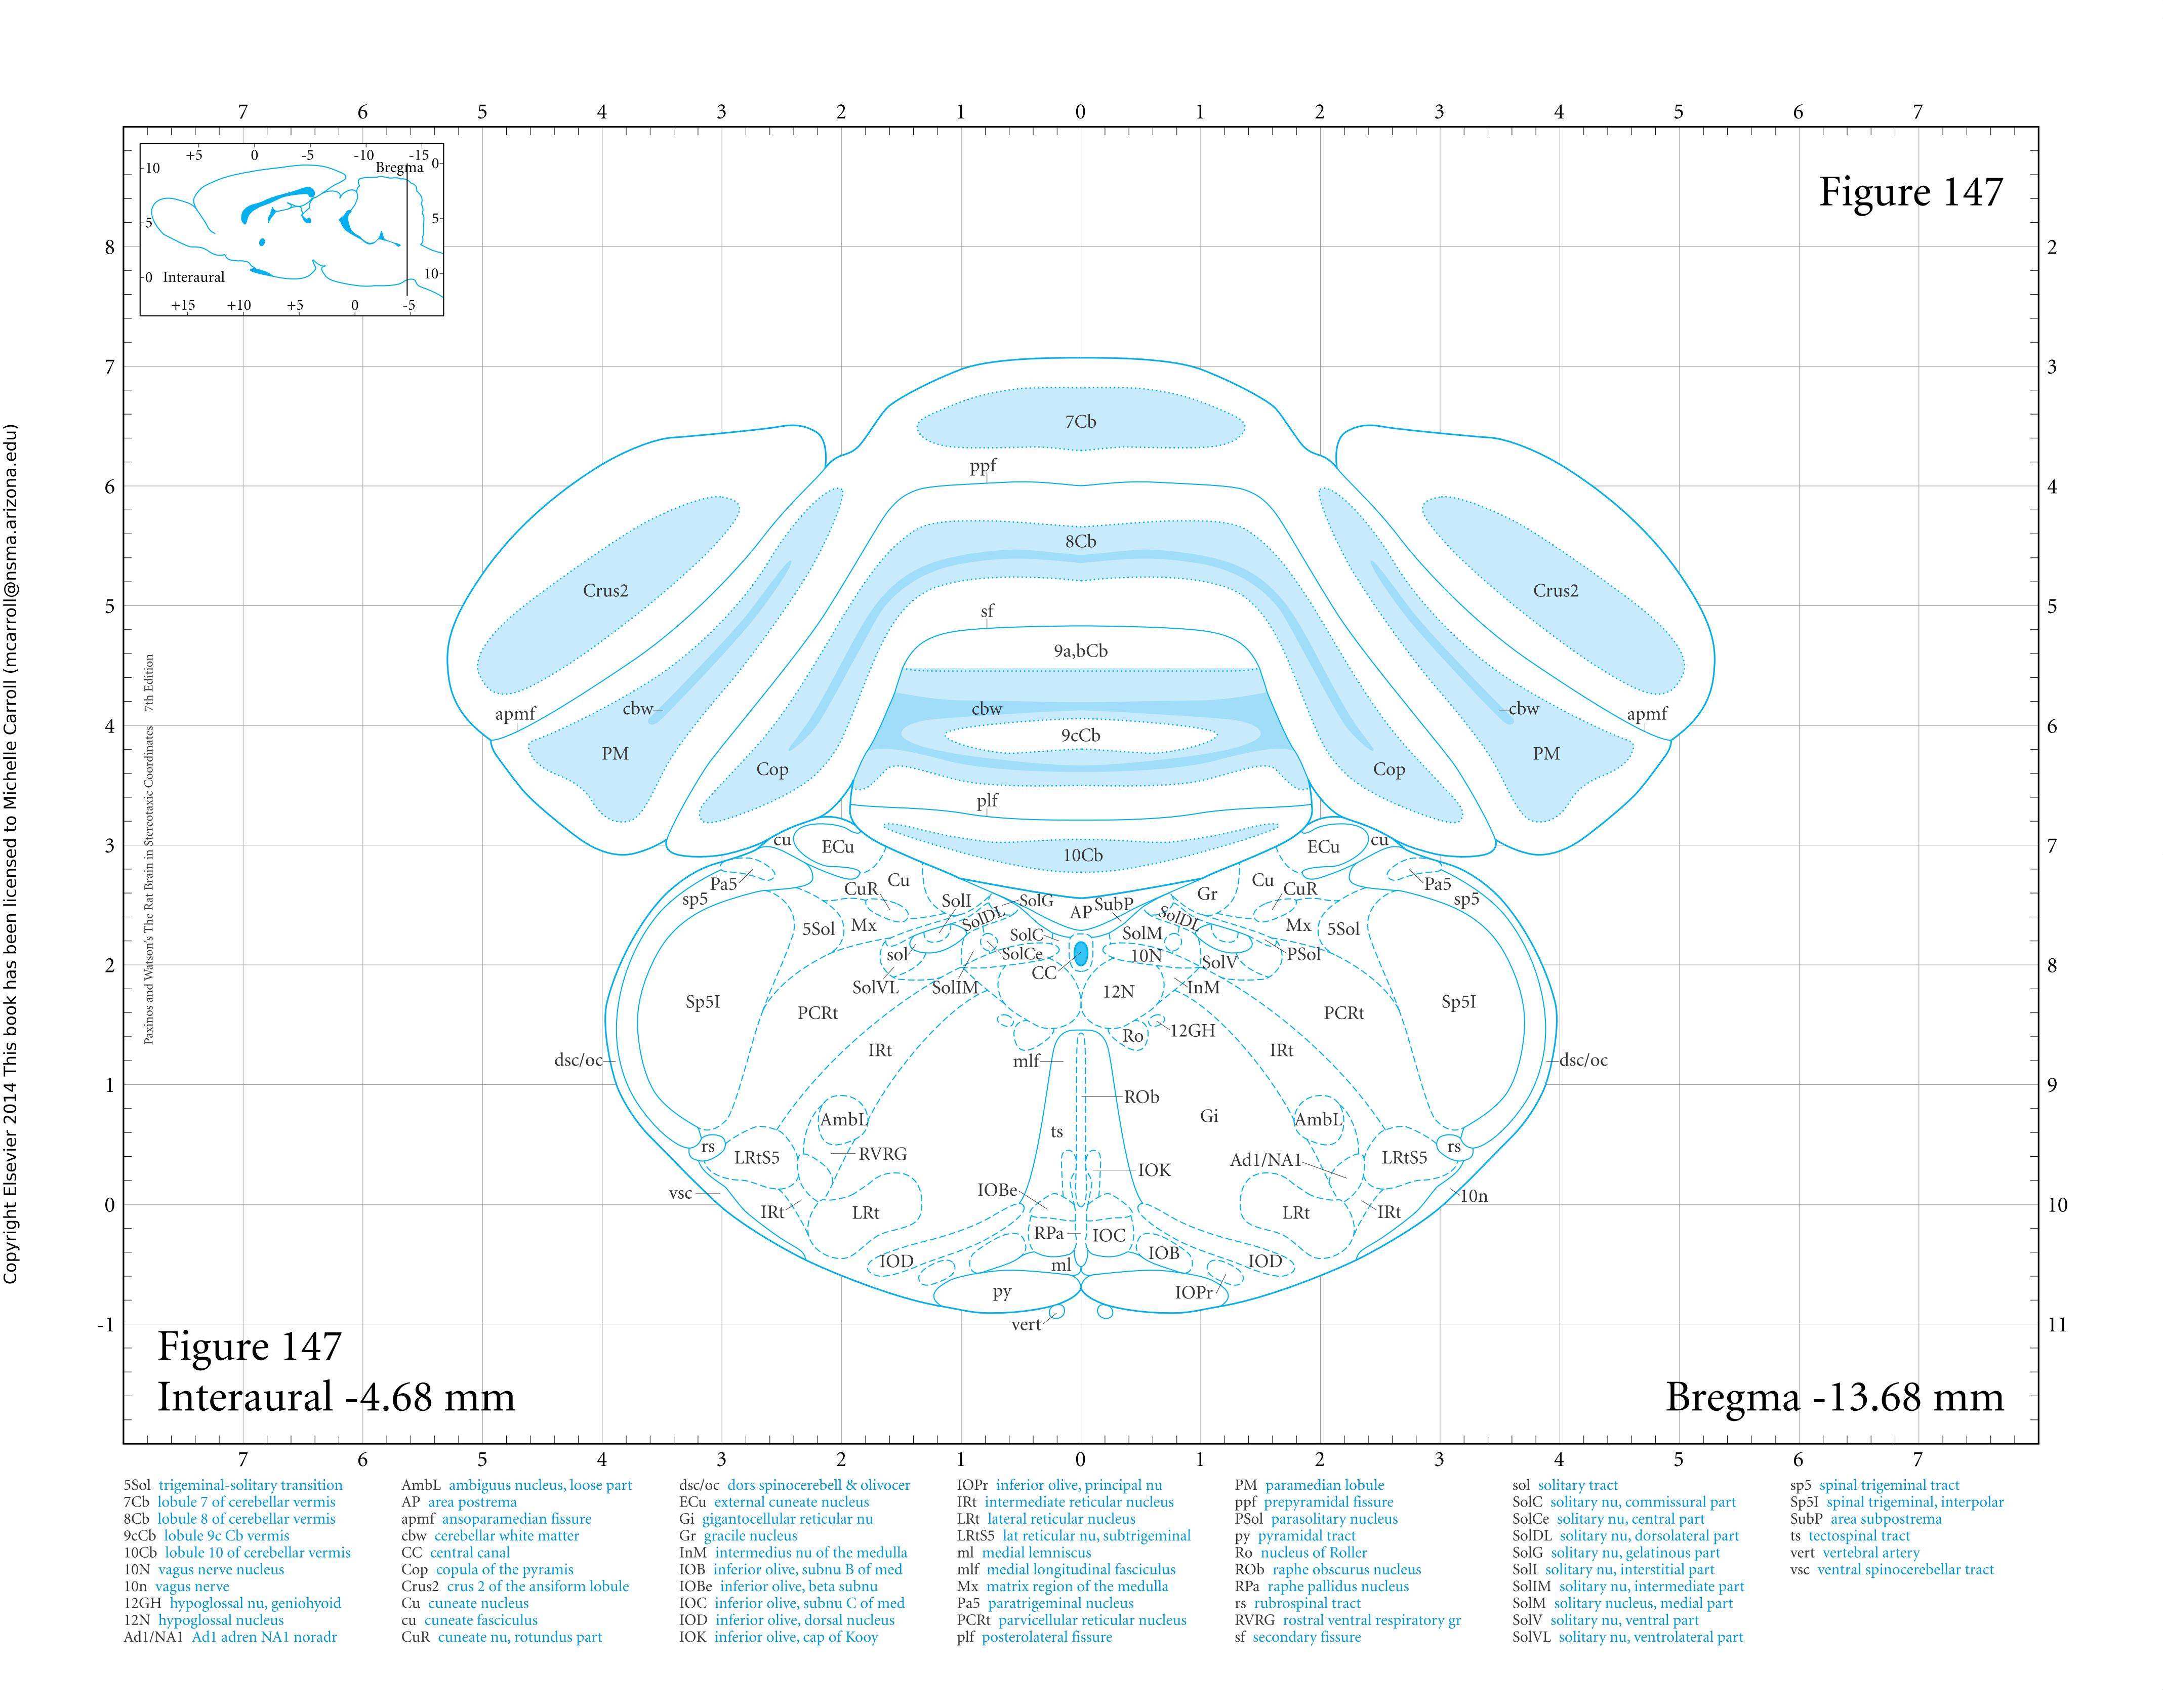 7 6 5 4 3 2 1 0 1 2 3 4 5 6 7
+5 0 -5 -10 -15
Bregma 0
10
5 5
0 Interaural 10
+15 +10 +5 0 -5
Figure 147
8 2
7 3
6 4
5 5
4 6
3 7
2 8
1 9
0 10
-1 11
7Cb
ppf
8Cb
Crus2 Crus2
sf
9a,bCb
cbw cbw cbw
apmf apmf
9cCb
PM PM
Cop Cop
plf
cu ECu ECu cu
10Cb
Pa5 CuR Cu Gr Cu CuR Pa5
sp5 SolI SolDL SolG AP SubP SolDL sp5
5Sol Mx SolC SolM Mx 5Sol
sol SolCe 10N SolV PSol
CC
SolVL SolIM 12N InM
Sp5I PCRt PCRt Sp5I
Ro 12GH
IRt mlf IRt
dsc/oc dsc/oc
ROb
AmbL ts Gi AmbL
rs LRtS5 RVRG IOK Ad1/NA1 LRtS5 rs
vsc IOBe 10n
IRt LRt LRt IRt
RPa IOC
IOD ml IOB IOD
py IOPr
vert
Figure 147
Interaural -4.68 mm
Bregma -13.68 mm
7 6 5 4 3 2 1 0 1 2 3 4 5 6 7
Copyright Elsevier 2014 This book has been licensed to Michelle Carroll (mcarroll@nsma.arizona.edu)
Paxinos and Watson's The Rat Brain in Stereotaxic Coordinates 7th Edition
5Sol trigeminal-solitary transition
7Cb lobule 7 of cerebellar vermis
8Cb lobule 8 of cerebellar vermis
9cCb lobule 9c Cb vermis
10Cb lobule 10 of cerebellar vermis
10N vagus nerve nucleus
10n vagus nerve
12GH hypoglossal nu, geniohyoid
12N hypoglossal nucleus
Ad1/NA1 Ad1 adren NA1 noradr
AmbL ambiguus nucleus, loose part
AP area postrema
apmf ansoparamedian fissure
cbw cerebellar white matter
CC central canal
Cop copula of the pyramis
Crus2 crus 2 of the ansiform lobule
Cu cuneate nucleus
cu cuneate fasciculus
CuR cuneate nu, rotundus part
dsc/oc dors spinocerebell & olivocer
ECu external cuneate nucleus
Gi gigantocellular reticular nu
Gr gracile nucleus
InM intermedius nu of the medulla
IOB inferior olive, subnu B of med
IOBe inferior olive, beta subnu
IOC inferior olive, subnu C of med
IOD inferior olive, dorsal nucleus
IOK inferior olive, cap of Kooy
IOPr inferior olive, principal nu
IRt intermediate reticular nucleus
LRt lateral reticular nucleus
LRtS5 lat reticular nu, subtrigeminal
ml medial lemniscus
mlf medial longitudinal fasciculus
Mx matrix region of the medulla
Pa5 paratrigeminal nucleus
PCRt parvicellular reticular nucleus
plf posterolateral fissure
PM paramedian lobule
ppf prepyramidal fissure
PSol parasolitary nucleus
py pyramidal tract
Ro nucleus of Roller
ROb raphe obscurus nucleus
RPa raphe pallidus nucleus
rs rubrospinal tract
RVRG rostral ventral respiratory gr
sf secondary fissure
sol solitary tract
SolC solitary nu, commissural part
SolCe solitary nu, central part
SolDL solitary nu, dorsolateral part
SolG solitary nu, gelatinous part
SolI solitary nu, interstitial part
SolIM solitary nu, intermediate part
SolM solitary nucleus, medial part
SolV solitary nu, ventral part
SolVL solitary nu, ventrolateral part
sp5 spinal trigeminal tract
Sp5I spinal trigeminal, interpolar
SubP area subpostrema
ts tectospinal tract
vert vertebral artery
vsc ventral spinocerebellar tract